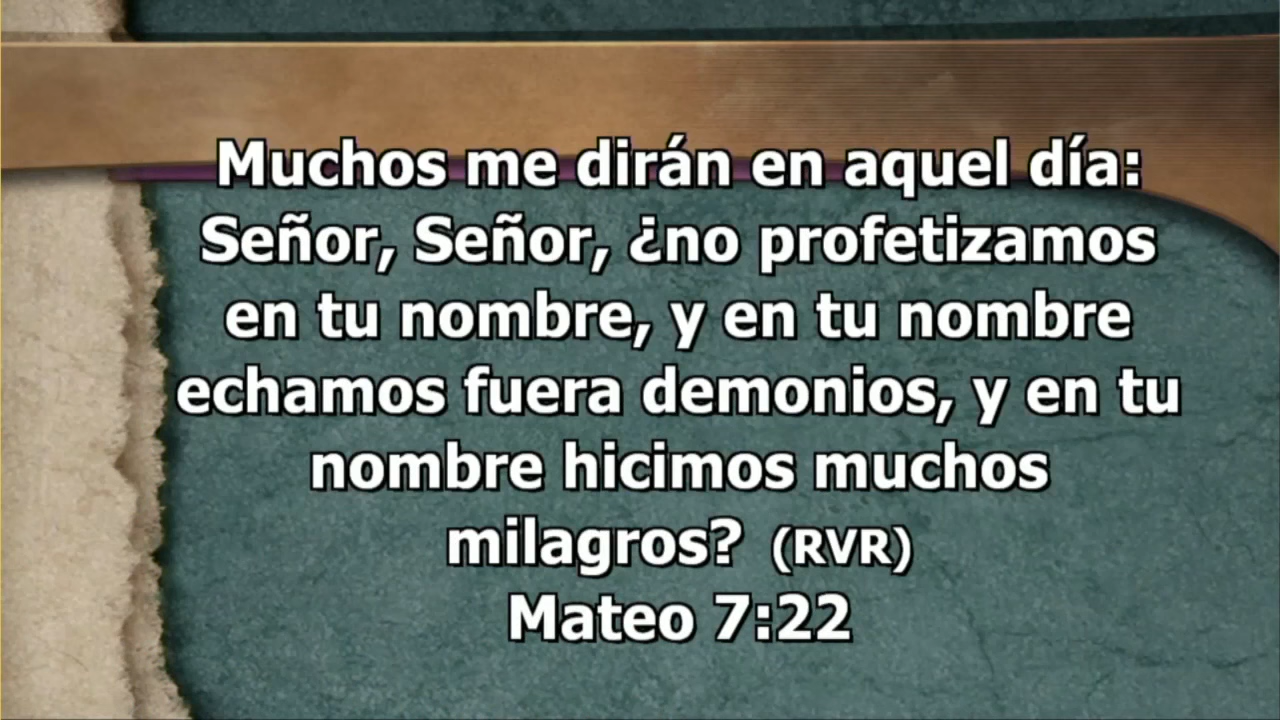 Muchos me dirán en aquel día:
Señor, Señor, ¿no profetizamos
en tu nombre, y en tu nombre
echamos fuera demonios, y en tu
nombre hicimos muchos
milagros? (RVR)
Mateo 7:22